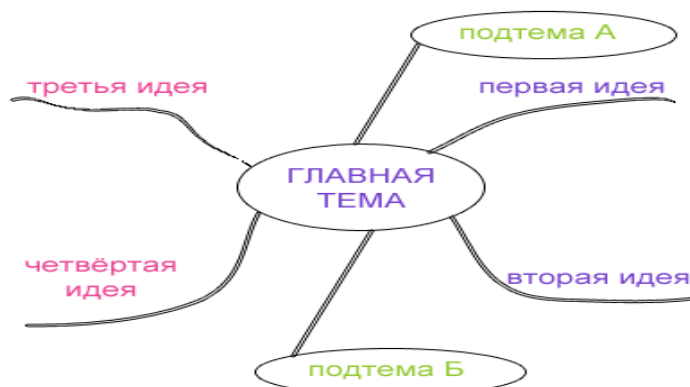 подтема А
третья идея
первая идея
ГЛАВНАЯ
ТЕМА
четвёртая
идея
вторая идея
подтема Б